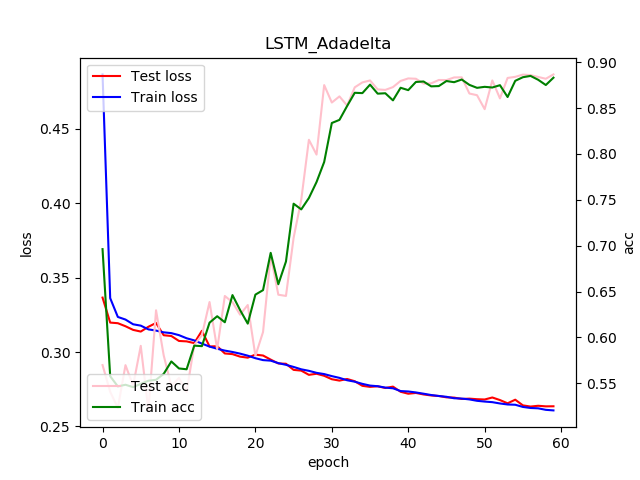 LSTM_Adadelta
Test loss
Train loss
Test acc
Train acc
loss
0.45
0.40
0.35
0.30
0.25
0.90
0.85
0.80
0.75
0.70
0.65
0.60
0.55
acc
0 10 20 30 40 50 60
epoch